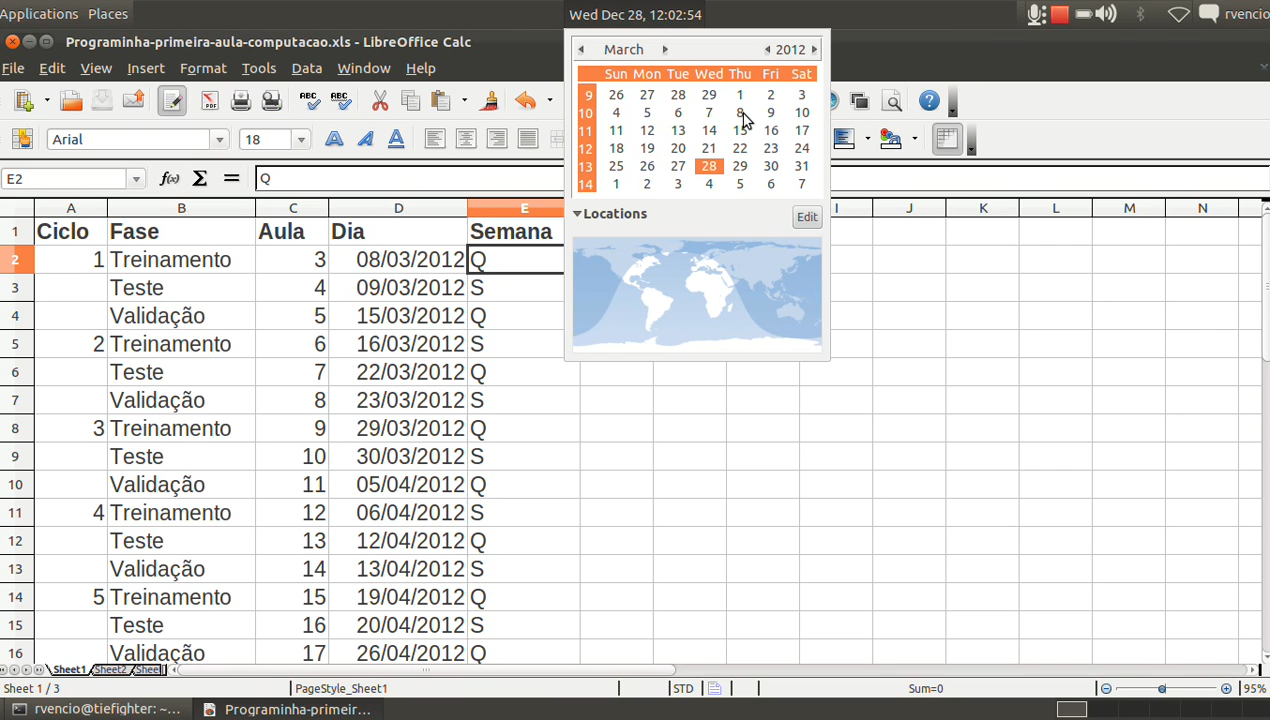 Applications Places Wed Dec 28, 12:02:54 rvencio
Programinha-primeira-aula-computacao.xls - LibreOffice Calc
File Edit View Insert Format Tools Data Window Help
Arial 18
E2 Q
March 2012
Sun Mon Tue Wed Thu Fri Sat
9 26 27 28 29 1 2 3
10 4 5 6 7 8 9 10
11 11 12 13 14 15 16 17
12 18 19 20 21 22 23 24
13 25 26 27 28 29 30 31
14 1 2 3 4 5 6 7
Locations Edit
A B C D E I J K L M N
1 Ciclo Fase Aula Dia Semana
2 1 Treinamento 3 08/03/2012 Q
3 Teste 4 09/03/2012 S
4 Validação 5 15/03/2012 Q
5 2 Treinamento 6 16/03/2012 S
6 Teste 7 22/03/2012 Q
7 Validação 8 23/03/2012 S
8 3 Treinamento 9 29/03/2012 Q
9 Teste 10 30/03/2012 S
10 Validação 11 05/04/2012 Q
11 4 Treinamento 12 06/04/2012 S
12 Teste 13 12/04/2012 Q
13 Validação 14 13/04/2012 S
14 5 Treinamento 15 19/04/2012 Q
15 Teste 16 20/04/2012 S
16 Validação 17 26/04/2012 Q
Sheet1 Sheet2 Sheet
Sheet 1 / 3 PageStyle_Sheet1 STD Sum=0 95%
rvencio@tiefighter: ~... Programinha-primeir...